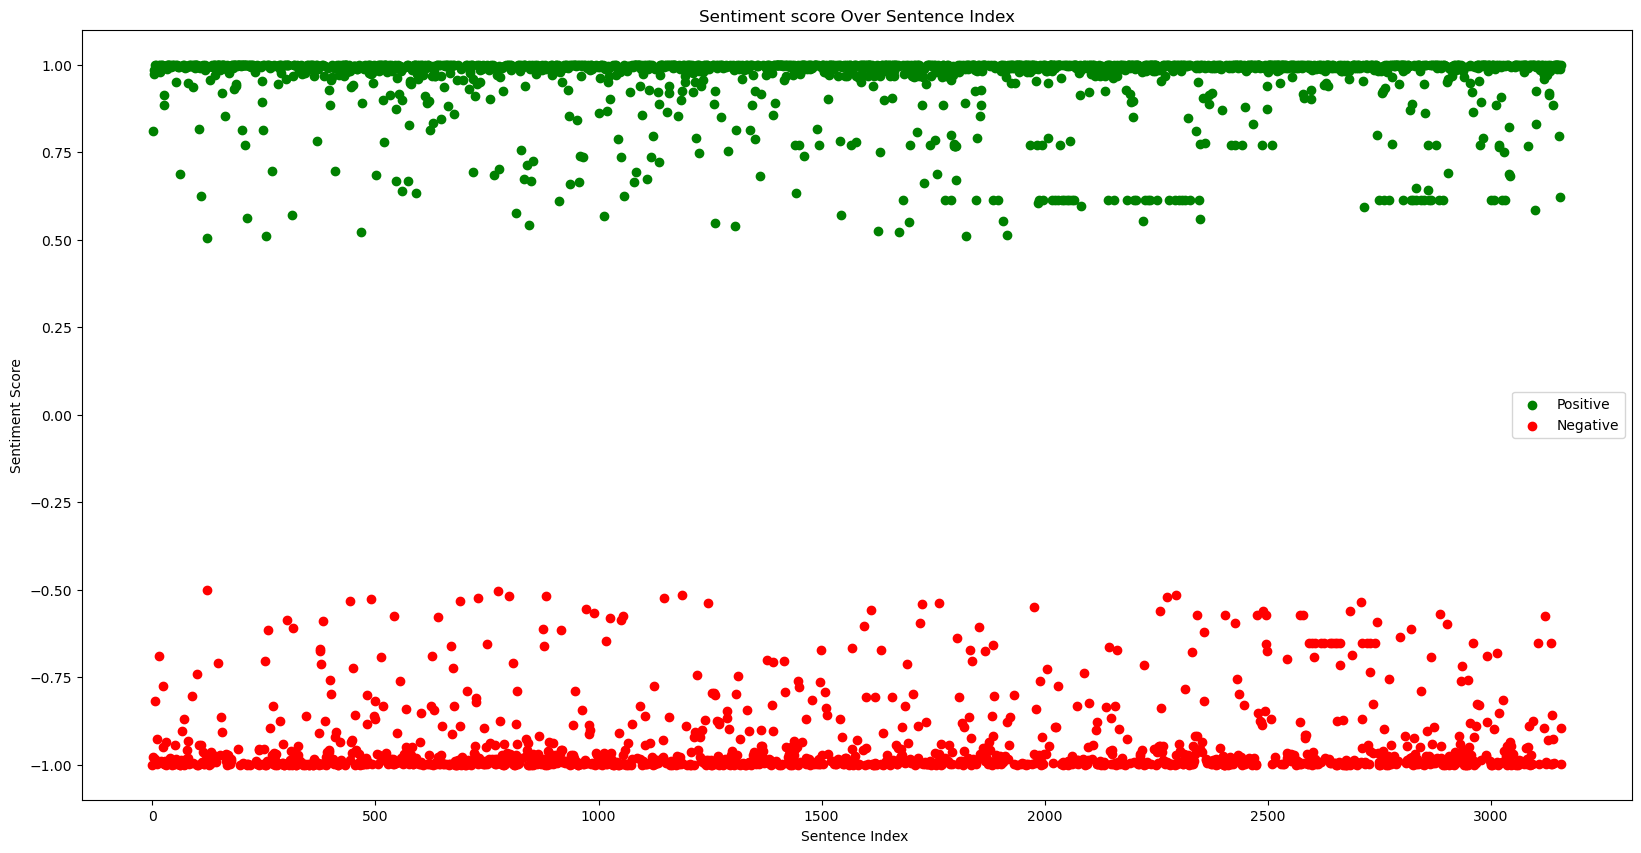 Sentiment score Over Sentence Index
Sentiment Score
1.00
0.75
0.50
0.25
0.00
−0.25
−0.50
−0.75
−1.00
Positive
Negative
0 500 1000 1500 2000 2500 3000
Sentence Index